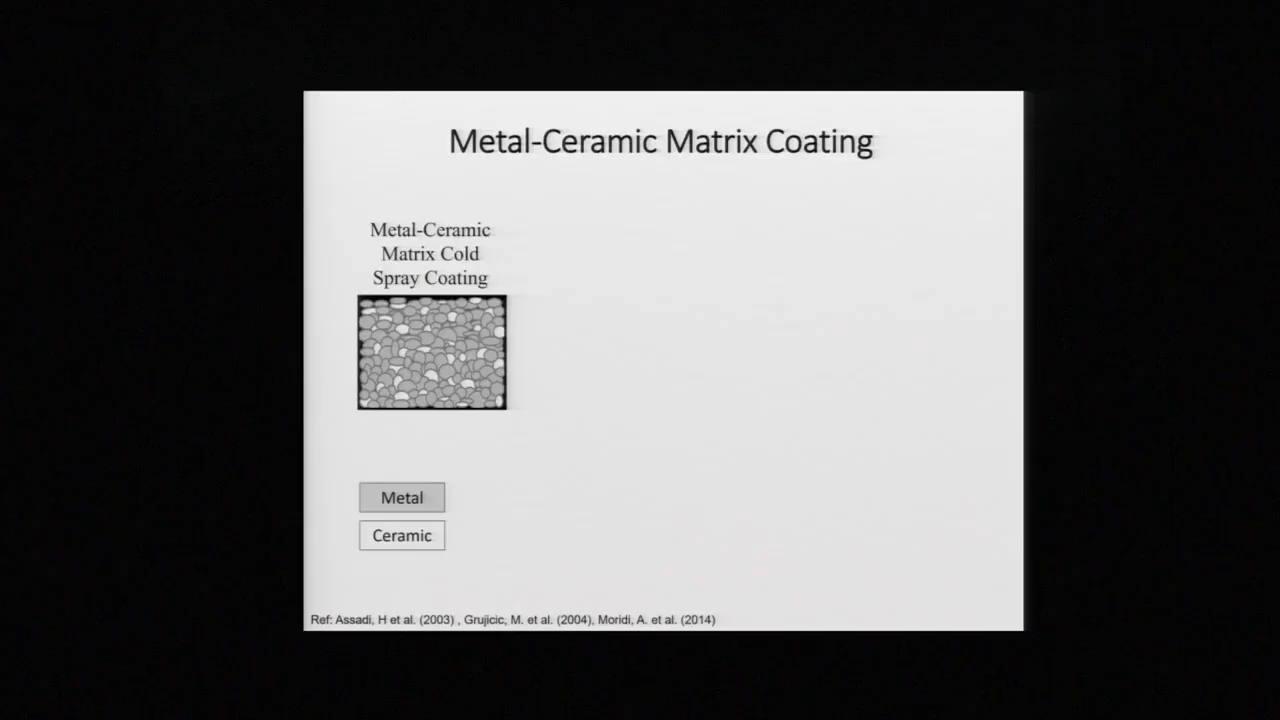 Metal-Ceramic Matrix Coating
Metal-Ceramic
Matrix Cold
Spray Coating
Metal
Ceramic
Ref: Assadi, H et al. (2003) , Grujicic, M. et al. (2004), Moridi, A. et al. (2014)